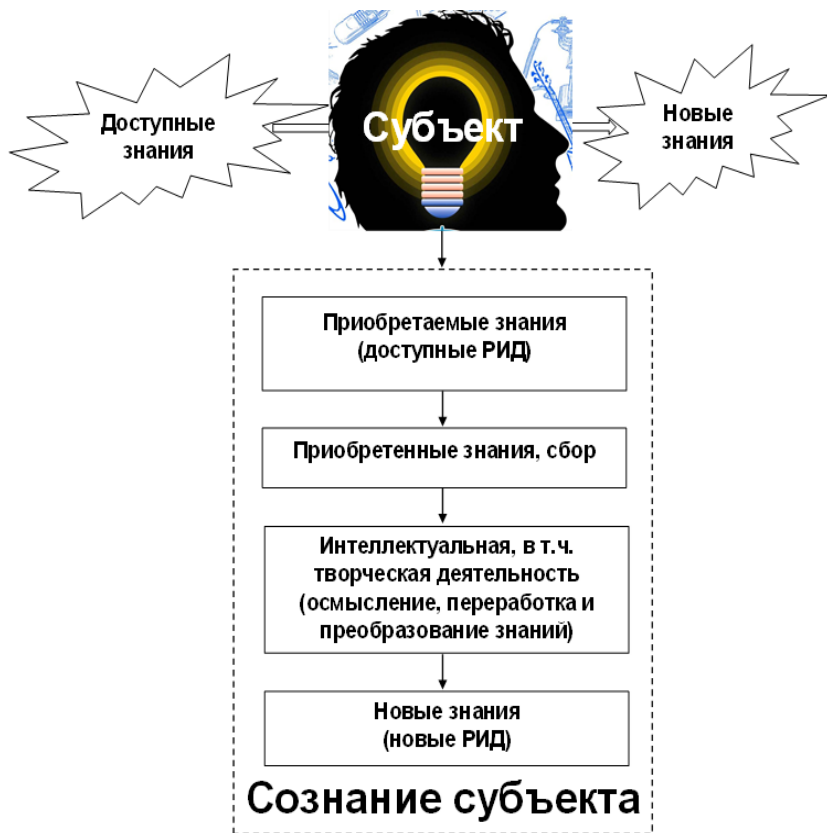 Доступные
знания
Субъект
Новые
знания
Приобретаемые знания
(доступные РИД)
Приобретенные знания, сбор
Интеллектуальная, в т.ч.
творческая деятельность
(осмысление, переработка и
преобразование знаний)
Новые знания
(новые РИД)
Сознание субъекта